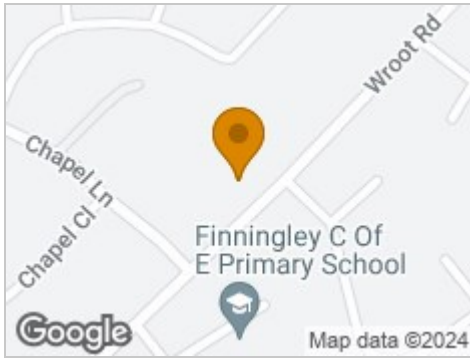 Wroot Rd
Chapel Ln
Chapel Cl
Finningley C Of
E Primary School
Google
Map data ©2024